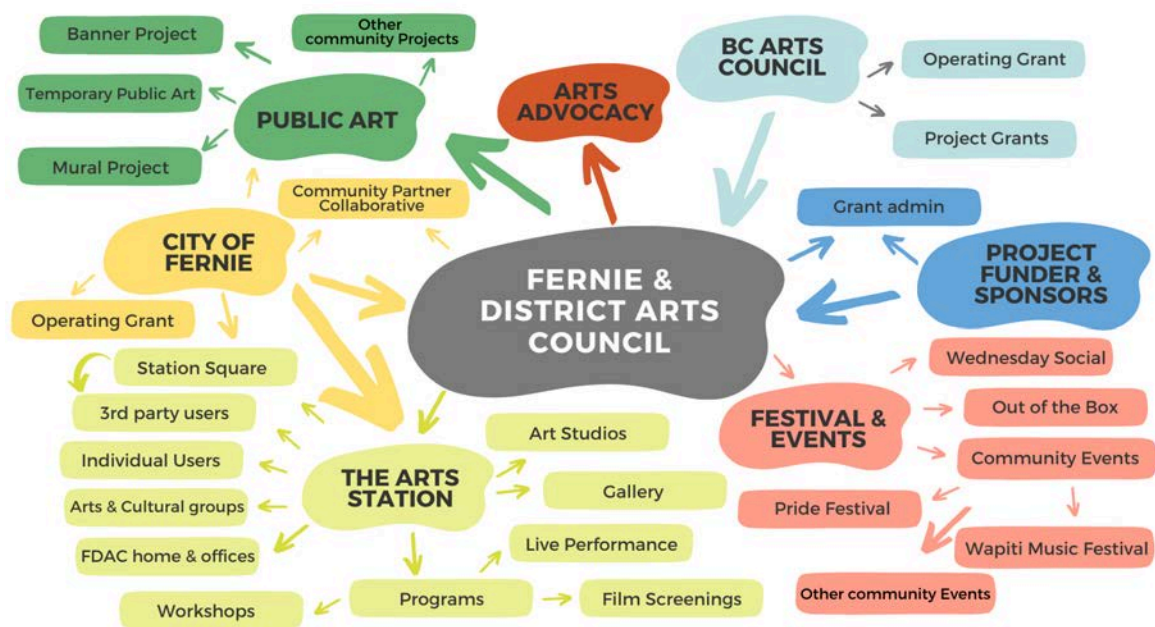 Banner Project
Other
community Projects
Temporary Public Art
PUBLIC ART
Mural Project
ARTS
ADVOCACY
BC ARTS
COUNCIL
Operating Grant
Project Grants
Community Partner
Collaborative
Grant admin
CITY OF
FERNIE
Operating Grant
FERNIE &
DISTRICT ARTS
COUNCIL
PROJECT
FUNDER &
SPONSORS
Station Square
3rd party users
Individual Users
Arts & Cultural groups
FDAC home & offices
THE ARTS
STATION
Art Studios
Gallery
Live Performance
Programs
Workshops
Film Screenings
FESTIVAL &
EVENTS
Wednesday Social
Out of the Box
Community Events
Pride Festival
Wapiti Music Festival
Other community Events